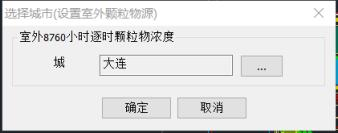 选择城市(设置室外颗粒物源)
室外8760小时逐时颗粒物浓度
城 大连 ...
确定 取消